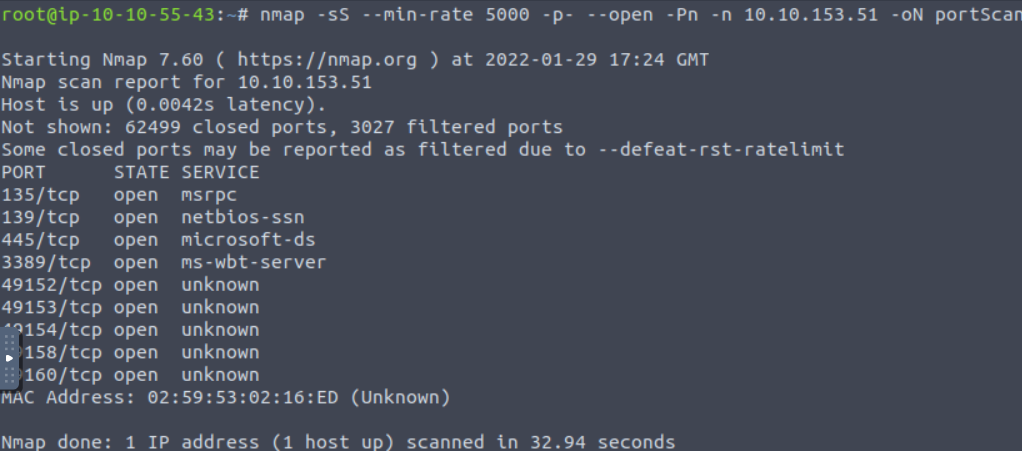 root@ip-10-10-55-43:~# nmap -sS --min-rate 5000 -p- --open -Pn -n 10.10.153.51 -oN portScan
Starting Nmap 7.60 ( https://nmap.org ) at 2022-01-29 17:24 GMT
Nmap scan report for 10.10.153.51
Host is up (0.0042s latency).
Not shown: 62499 closed ports, 3027 filtered ports
Some closed ports may be reported as filtered due to --defeat-rst-ratelimit
PORT STATE SERVICE
135/tcp open msrpc
139/tcp open netbios-ssn
445/tcp open microsoft-ds
3389/tcp open ms-wbt-server
49152/tcp open unknown
49153/tcp open unknown
49154/tcp open unknown
158/tcp open unknown
160/tcp open unknown
MAC Address: 02:59:53:02:16:ED (Unknown)
Nmap done: 1 IP address (1 host up) scanned in 32.94 seconds